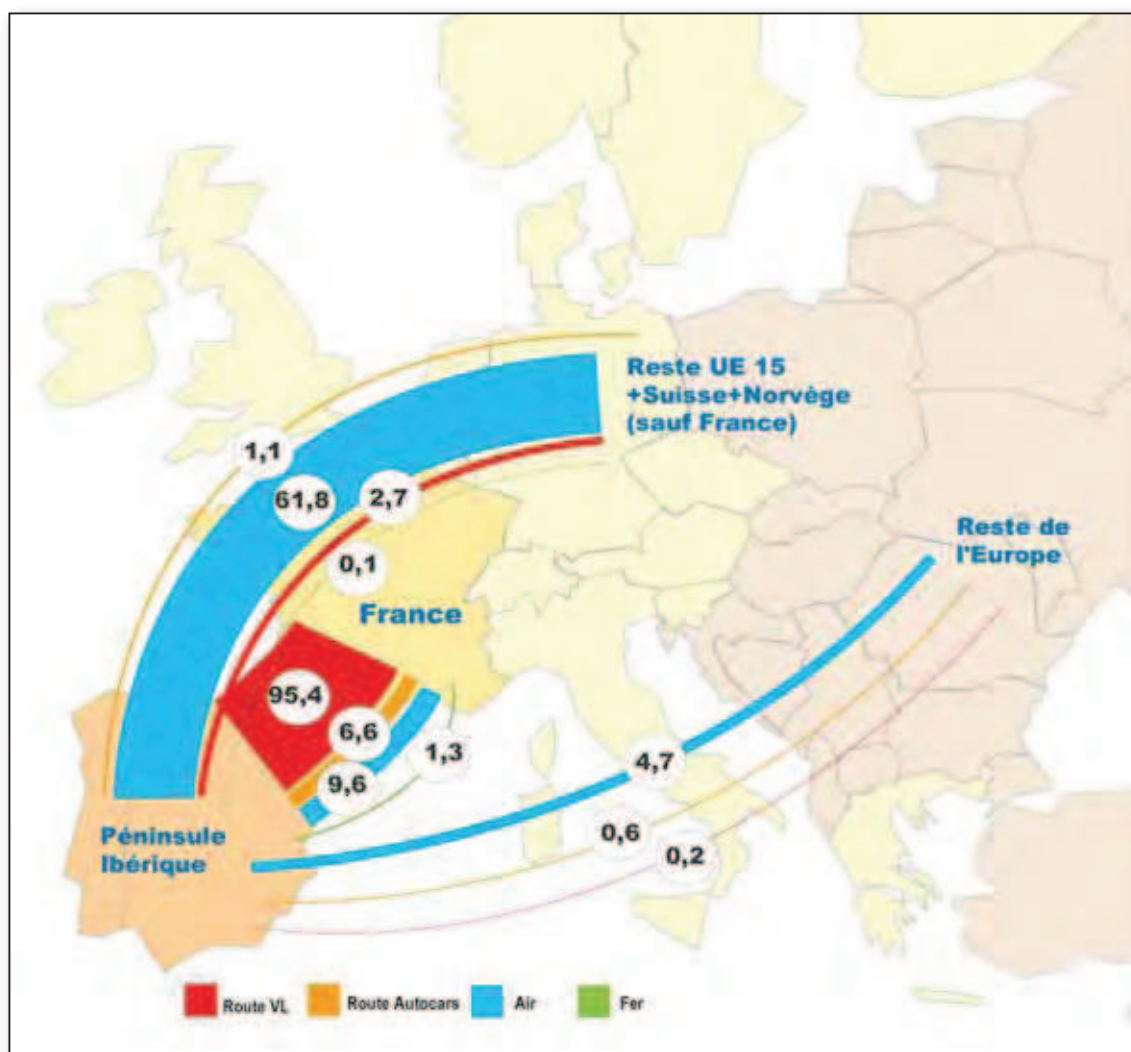 Reste UE 15
+Suisse+Norvège
(sauf France)
1,1
61,8
2,7
Reste de
l'Europe
0,1
France
95,4
6,6
1,3
9,6
4,7
Péninsule
Ibérique
0,6
0,2
Route VL
Route Autocars
Air
Fer